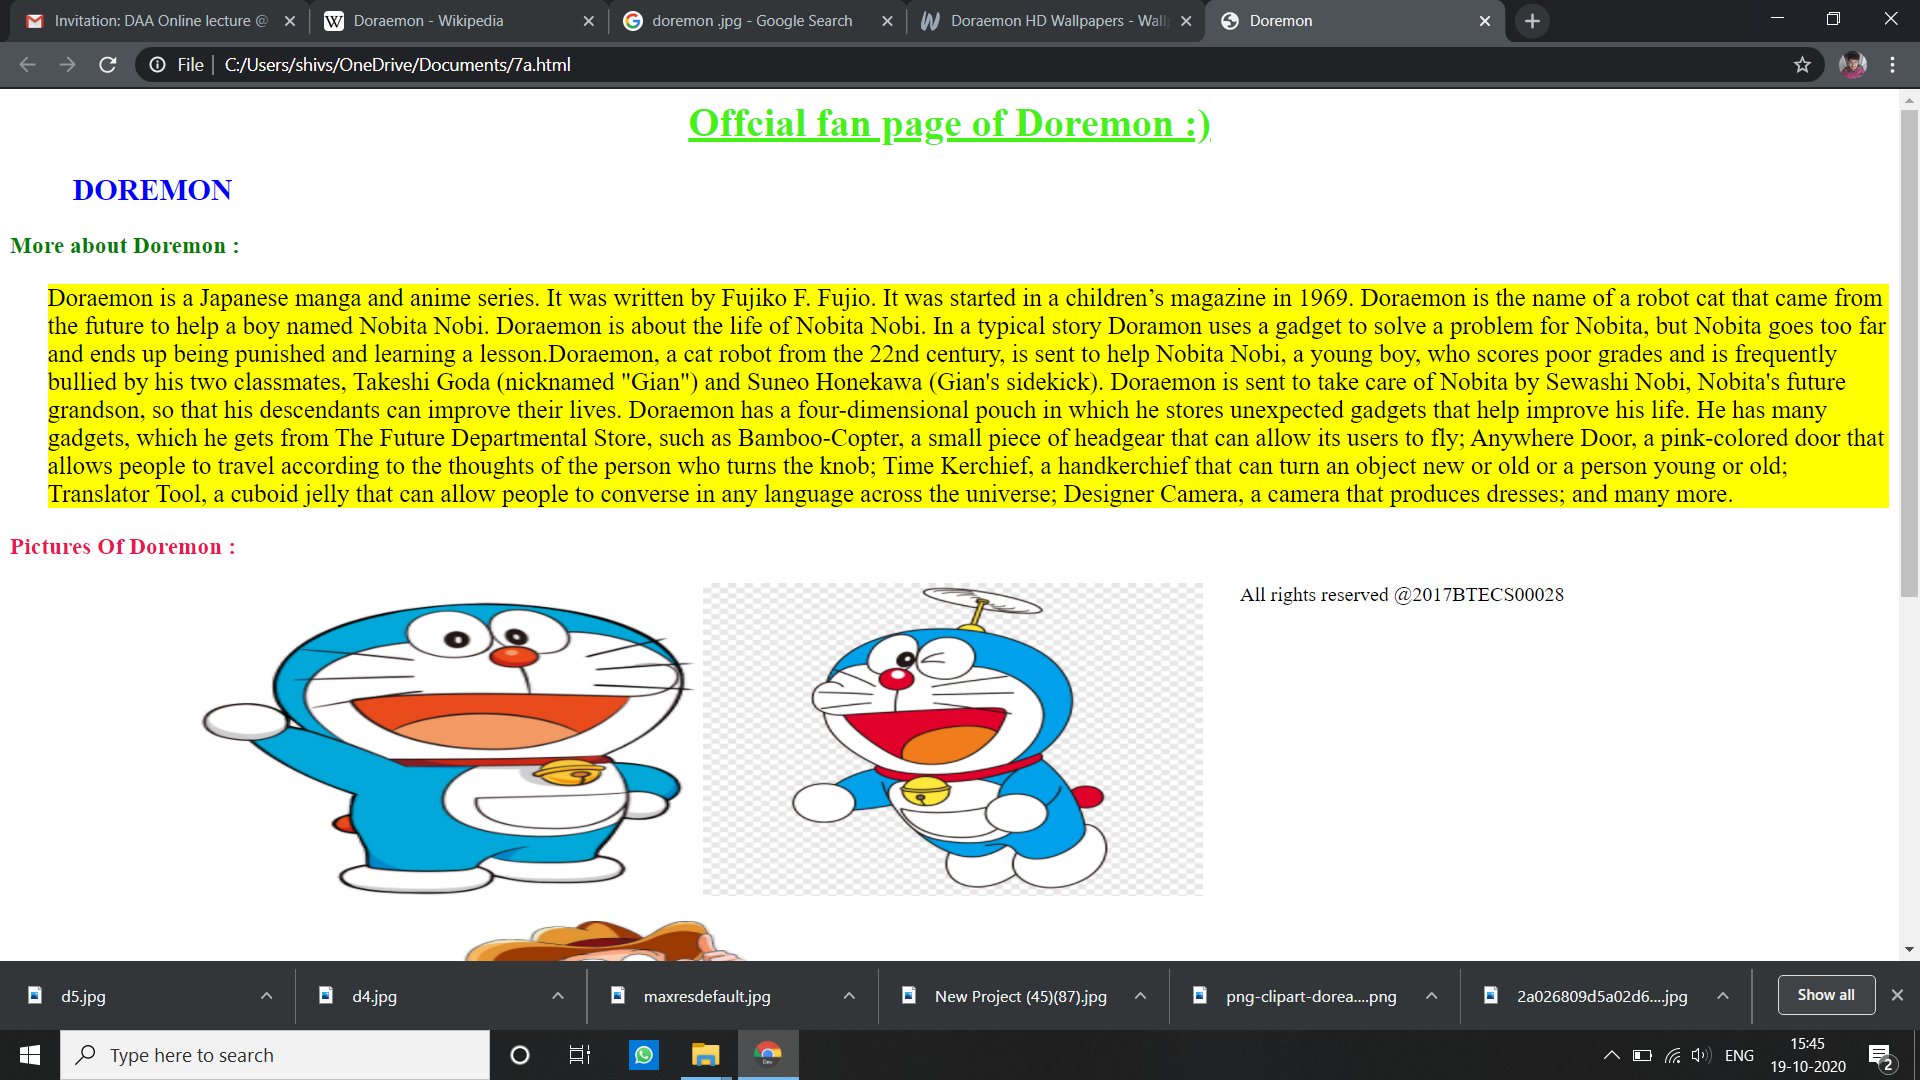 Invitation: DAA Online lecture @
Doraemon - Wikipedia
doremon .jpg - Google Search
Doraemon HD Wallpapers - Wall
Doremon
File
C:/Users/shivs/OneDrive/Documents/7a.html
Offcial fan page of Doremon :)
DOREMON
More about Doremon :
Doraemon is a Japanese manga and anime series. It was written by Fujiko F. Fujio. It was started in a children’s magazine in 1969. Doraemon is the name of a robot cat that came from
the future to help a boy named Nobita Nobi. Doraemon is about the life of Nobita Nobi. In a typical story Doramon uses a gadget to solve a problem for Nobita, but Nobita goes too far
and ends up being punished and learning a lesson.Doraemon, a cat robot from the 22nd century, is sent to help Nobita Nobi, a young boy, who scores poor grades and is frequently
bullied by his two classmates, Takeshi Goda (nicknamed "Gian") and Suneo Honekawa (Gian's sidekick). Doraemon is sent to take care of Nobita by Sewashi Nobi, Nobita's future
grandson, so that his descendants can improve their lives. Doraemon has a four-dimensional pouch in which he stores unexpected gadgets that help improve his life. He has many
gadgets, which he gets from The Future Departmental Store, such as Bamboo-Copter, a small piece of headgear that can allow its users to fly; Anywhere Door, a pink-colored door that
allows people to travel according to the thoughts of the person who turns the knob; Time Kerchief, a handkerchief that can turn an object new or old or a person young or old;
Translator Tool, a cuboid jelly that can allow people to converse in any language across the universe; Designer Camera, a camera that produces dresses; and many more.
Pictures Of Doremon :
All rights reserved @2017BTECS00028
d5.jpg
d4.jpg
maxresdefault.jpg
New Project (45)(87).jpg
png-clipart-dorea....png
2a026809d5a02d6....jpg
Show all
Type here to search
Dev
ENG
15:45
19-10-2020
2